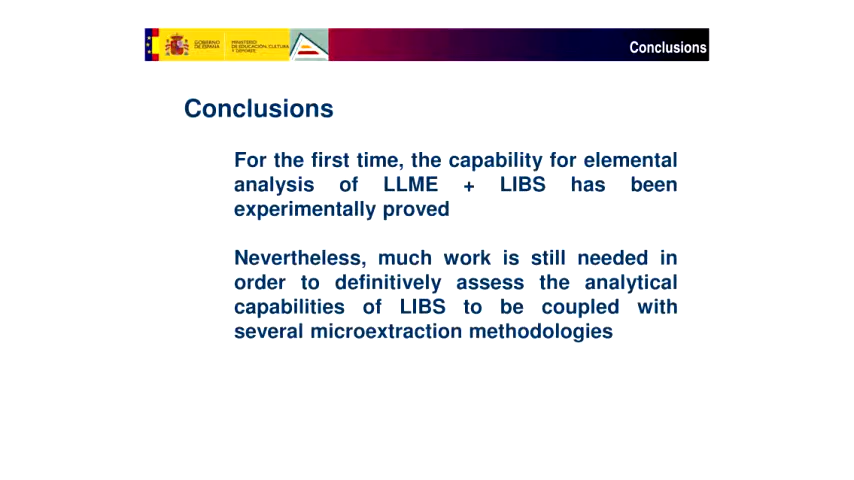 GOBIERNO
DE ESPAÑA
MINISTERIO
DE EDUCACIÓN, CULTURA
Y DEPORTE
Conclusions
Conclusions
For the first time, the capability for elemental
analysis of LLME + LIBS has been
experimentally proved
Nevertheless, much work is still needed in
order to definitively assess the analytical
capabilities of LIBS to be coupled with
several microextraction methodologies